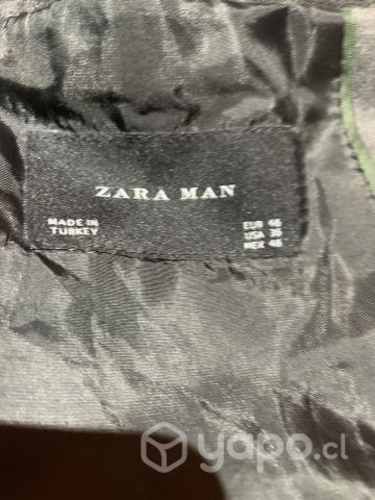 ZARA MAN
MADE IN
TURKEY
EUR 46
USA 36
MEX 46
yapo.cl